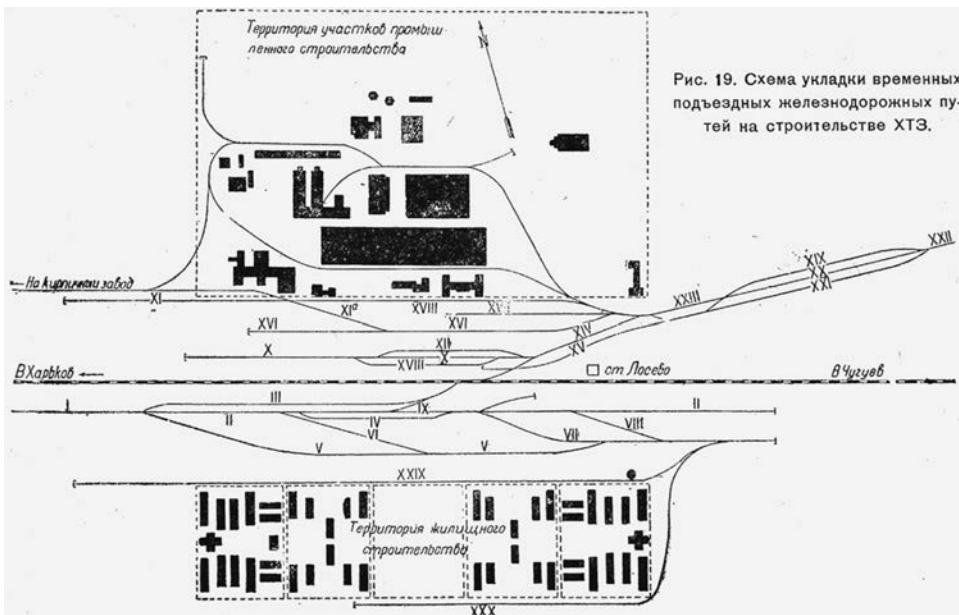 Территория участков промыш
ленного строительства
N
Рис. 19. Схема укладки временных
подъездных железнодорожных пу-
тей на строительстве ХТЗ.
На кирпичный завод
XI
XIª
XVIII
XVII
XVI
XVI
XIX
XX
XXI
XXII
XXIII
XIV
XV
XII
X
X
XVIII
В Харьков
ст. Лосево
В Чугуев
III
II
IX
IV
VI
V
V
VII
VIII
II
XXIX
Территория жилищного
строительства
XXX